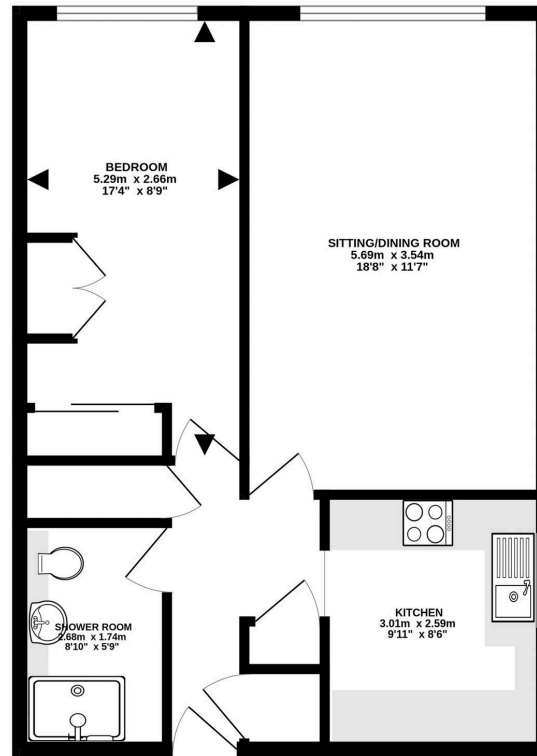 BEDROOM
5.29m x 2.66m
17'4" x 8'9"
SITTING/DINING ROOM
5.69m x 3.54m
18'8" x 11'7"
SHOWER ROOM
2.68m x 1.74m
8'10" x 5'9"
KITCHEN
3.01m x 2.59m
9'11" x 8'6"